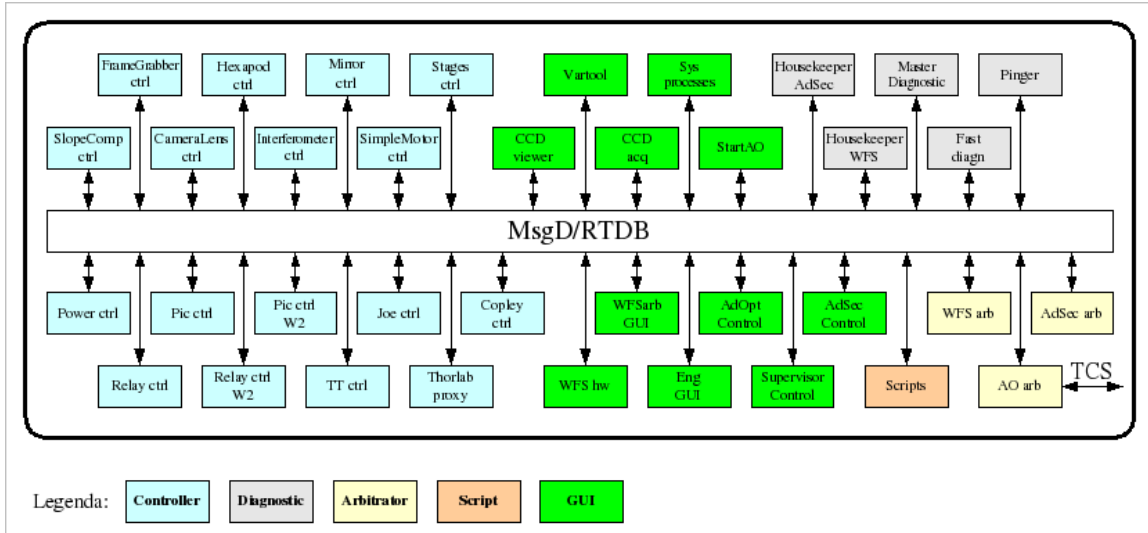 FrameGrabber
ctrl
Hexapod
ctrl
Mirror
ctrl
Stages
ctrl
Vartool
Sys
processes
Housekeeper
AdSec
Master
Diagnostic
Pinger
SlopeComp
ctrl
CameraLens
ctrl
Interferometer
ctrl
SimpleMotor
ctrl
CCD
viewer
CCD
acq
StartAO
Housekeeper
WFS
Fast
diagn
MsgD/RTDB
Power ctrl
Pic ctrl
Pic ctrl
W2
Joe ctrl
Copley
ctrl
WFSarb
GUI
AdOpt
Control
AdSec
Control
WFS arb
AdSec arb
Relay ctrl
Relay ctrl
W2
TT ctrl
Thorlab
proxy
WFS hw
Eng
GUI
Supervisor
Control
Scripts
AO arb
TCS
Legenda:
Controller
Diagnostic
Arbitrator
Script
GUI